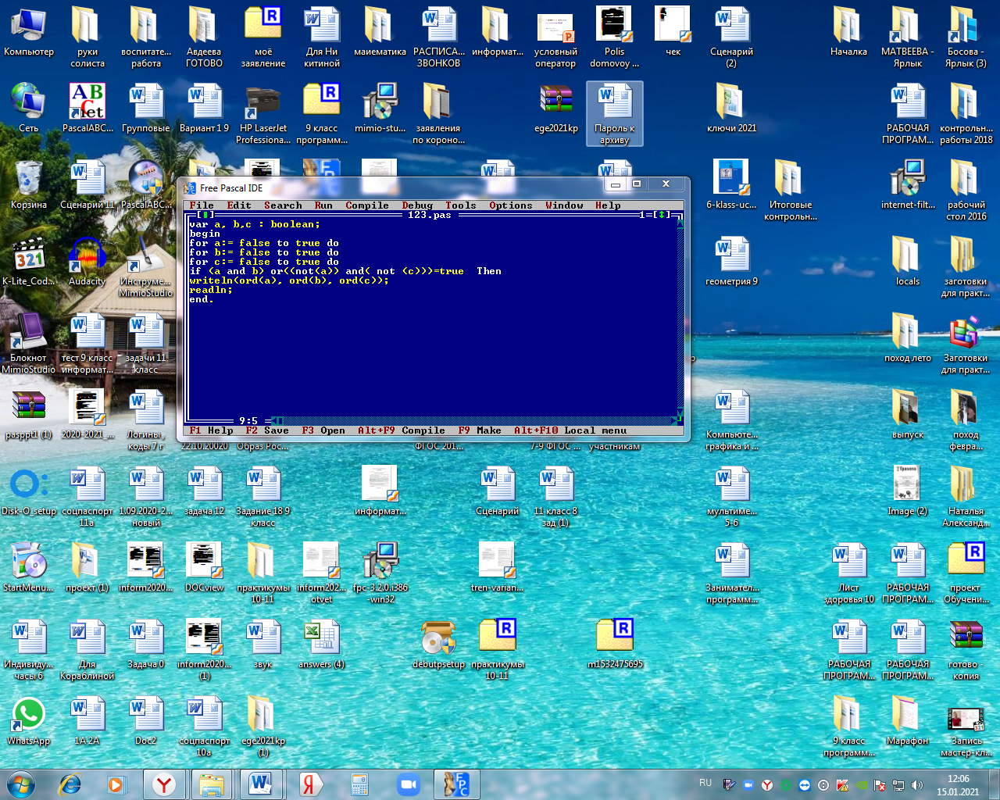 Компьютер
руки солиста
воспитате... работа
Авдеева ГОТОВО
моё заявление
Для Ни китиной
маиематика
РАСПИСА... ЗВОНКОВ
информат...
условный оператор
Polis domovoy ...
чек
Сценарий (2)
Началка
МАТВЕЕВА - Ярлык
Босова - Ярлык (3)
Сеть
PascalABC...
Групповые
Вариант 1 9
HP LaserJet Professiona...
9 класс програмm...
mimio-stu...
заявления по короно...
ege2021kp
Пароль к архиву
ключи 2021
РАБОЧАЯ ПРОГРАМ...
контрольн... работы 2018
Корзина
Сценарий 11
PascalABC...
6-klass-uc...
Итоговые контрольн...
internet-filt...
рабочий стол 2016
Free Pascal IDE
File Edit Search Run Compile Debug Tools Options Window Help
123.pas 1=[↕]
var a, b,c : boolean;
begin
for a:= false to true do
for b:= false to true do
for c:= false to true do
if (a and b) or((not(a)) and( not (c)))=true  Then
writeln(ord(a), ord(b), ord(c));
readln;
end.
9:5
F1 Help F2 Save F3 Open Alt+F9 Compile F9 Make Alt+F10 Local menu
K-Lite_Cod...
Audacity
Инструме... MimioStudio
геометрия 9
locals
заготовки для практ...
Блокнот MimioStudio
тест 9 класс информат...
задачи 11 класс
поход лето
Заготовки для практ...
pasppt1 (1)
2020-2021_...
Логины , коды 7 г
22.10.20020
Образ Рос...
ФГОС 201...
7-9 ФГОС ...
участникам
Компьюте... графика и ...
выпуск
поход февра...
Disk-O_setup
соцпаспорт 11а
1.09.2020-2... новый
задача 12
Задание 18 9 класс
информат...
Сценарий
11 класс 8 зад (1)
мультиме... 5-6
Image (2)
Наталья Александ...
StartMenu...
проект (1)
inform2020...
DOCview
практикумы 10-11
inform202... otvet
fpc-3.2.0.i386 -win32
tren-varian...
Занимател... программ...
Лист здоровья 10
РАБОЧАЯ ПРОГРАМ...
проект Обучени...
Индивиду... часы 6
Для Кораблиной
Задача 0
inform2020... (1)
звук
answers (4)
debutpsetup
практикумы 10-11
m1532475695
РАБОЧАЯ ПРОГРАМ...
РАБОЧАЯ ПРОГРАМ...
готово - копия
WhatsApp
1А 2А
Doc2
соцпаспорт 10а
ege2021kp (1)
9 класс программ...
Марафон
Запись мастер-кл...
RU
12:06
15.01.2021